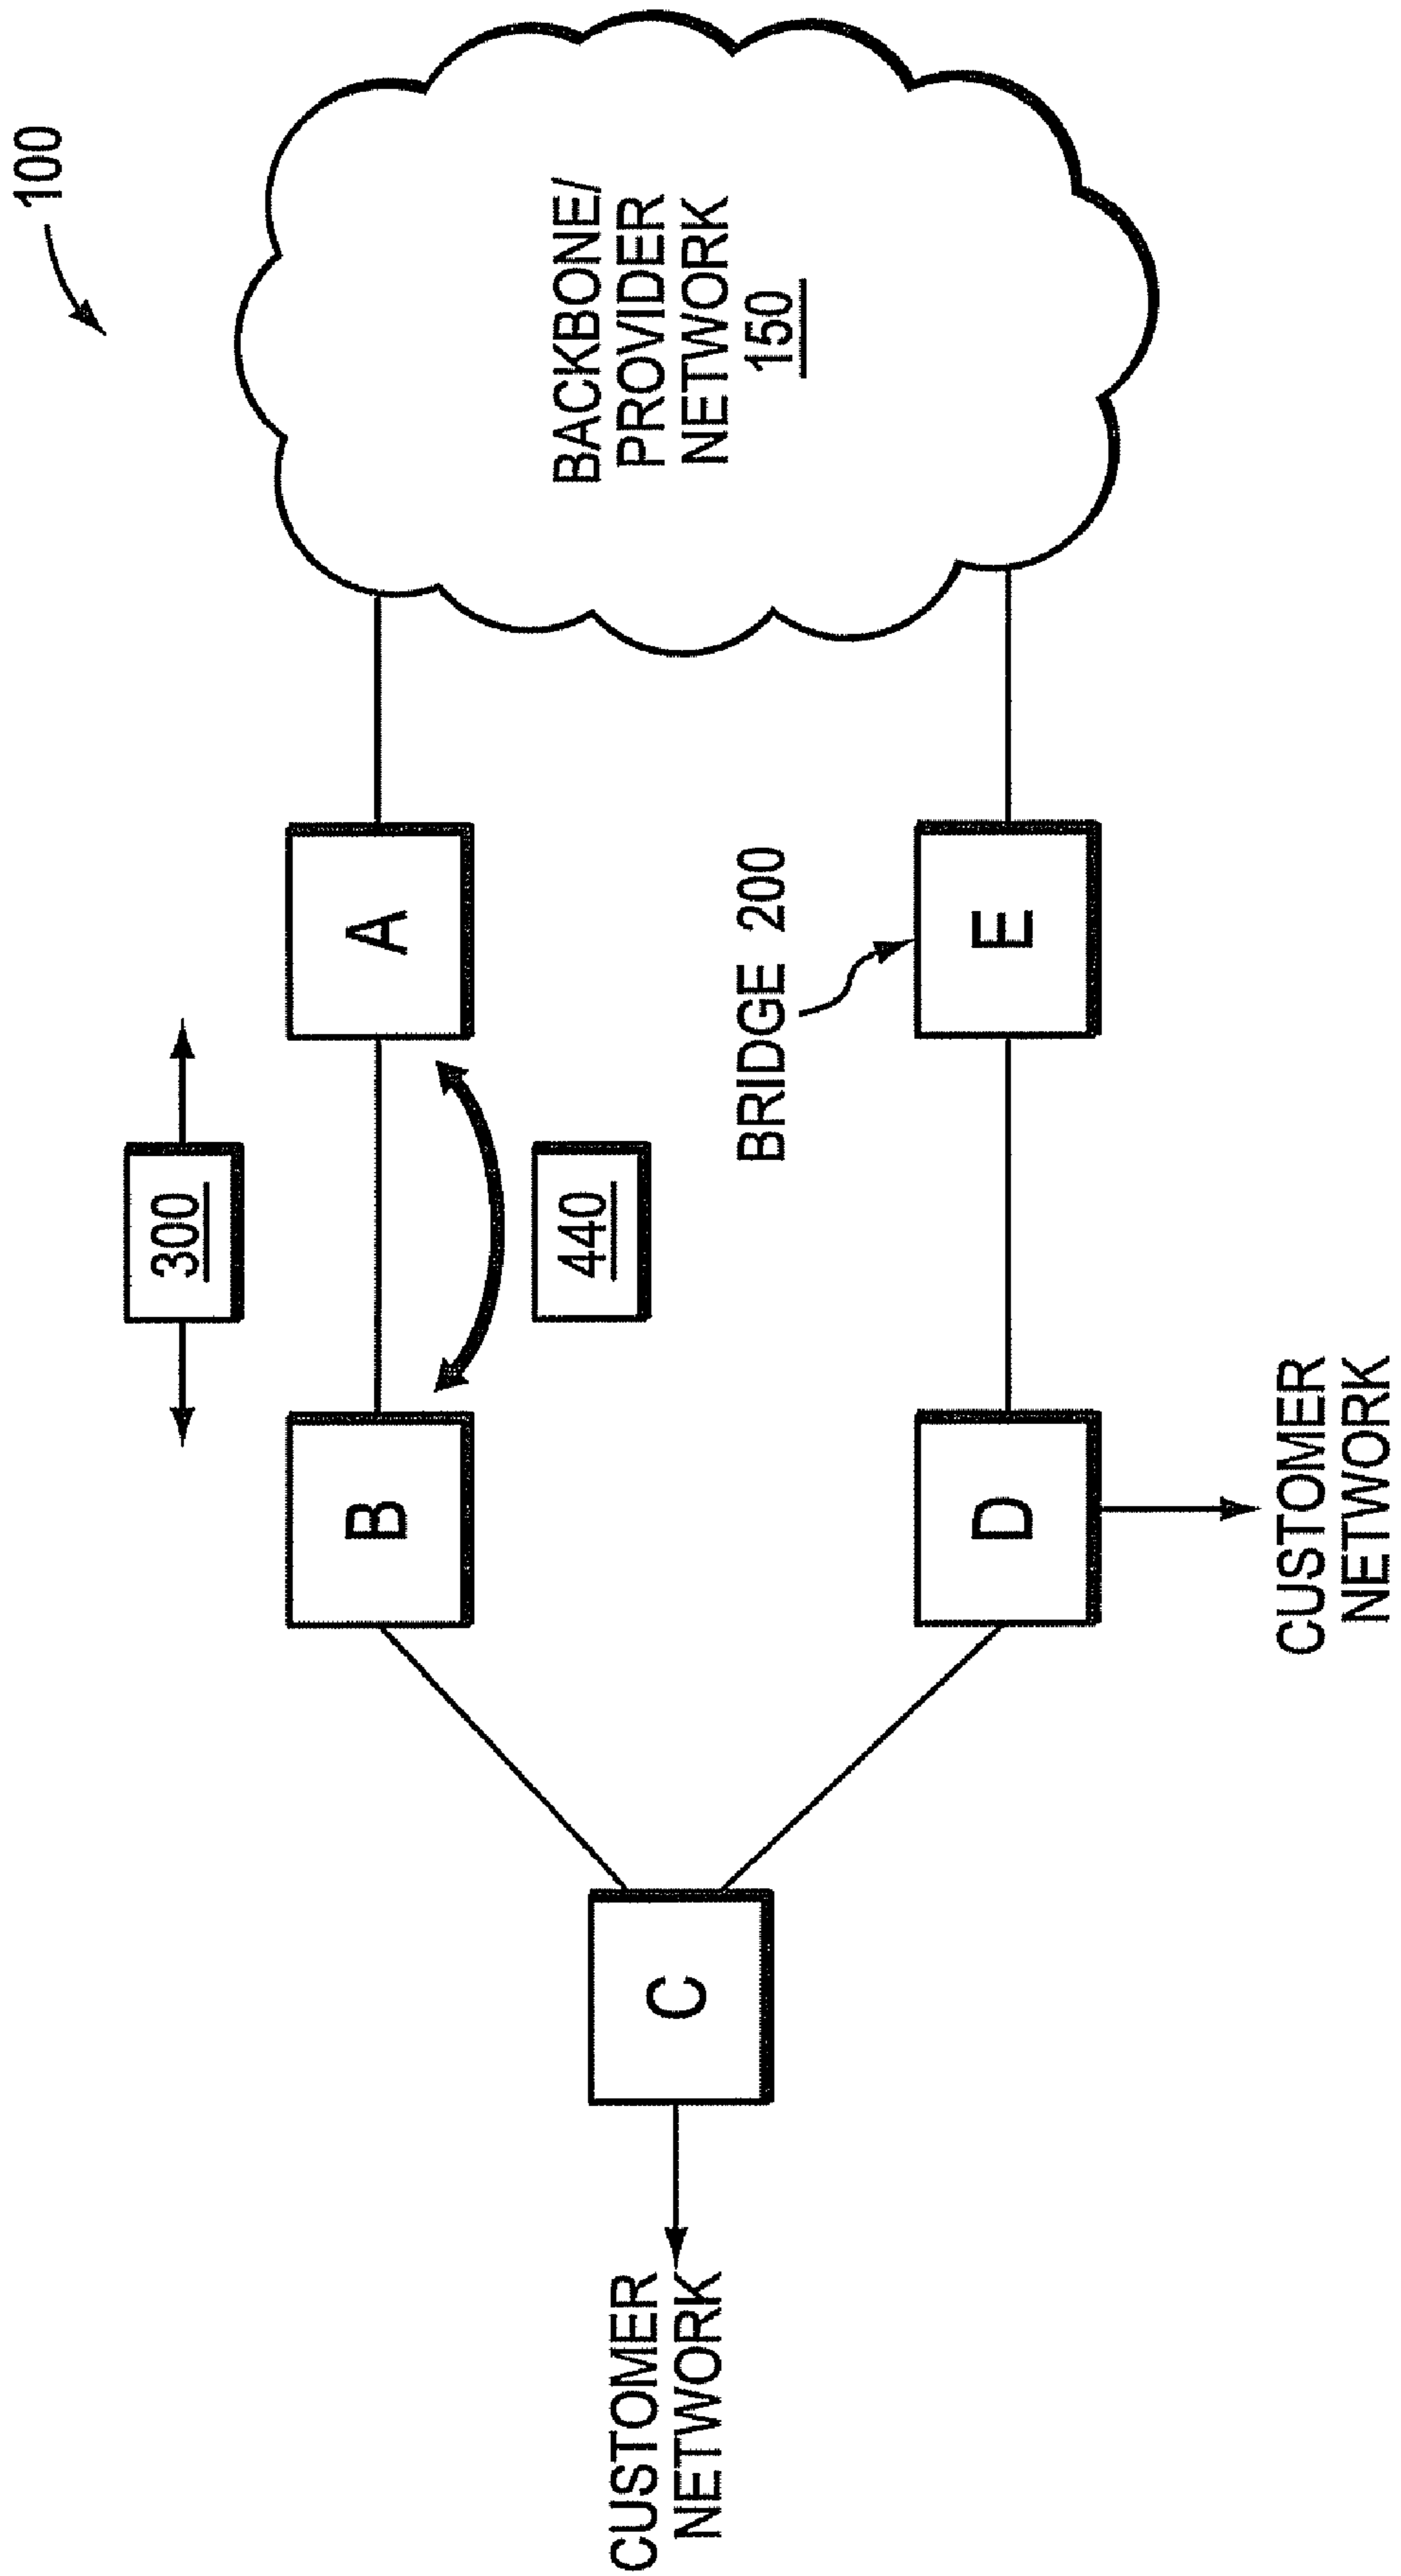 100
BACKBONE/
PROVIDER
NETWORK
150
300
A
B
440
BRIDGE 200
E
D
C
CUSTOMER
NETWORK
CUSTOMER
NETWORK